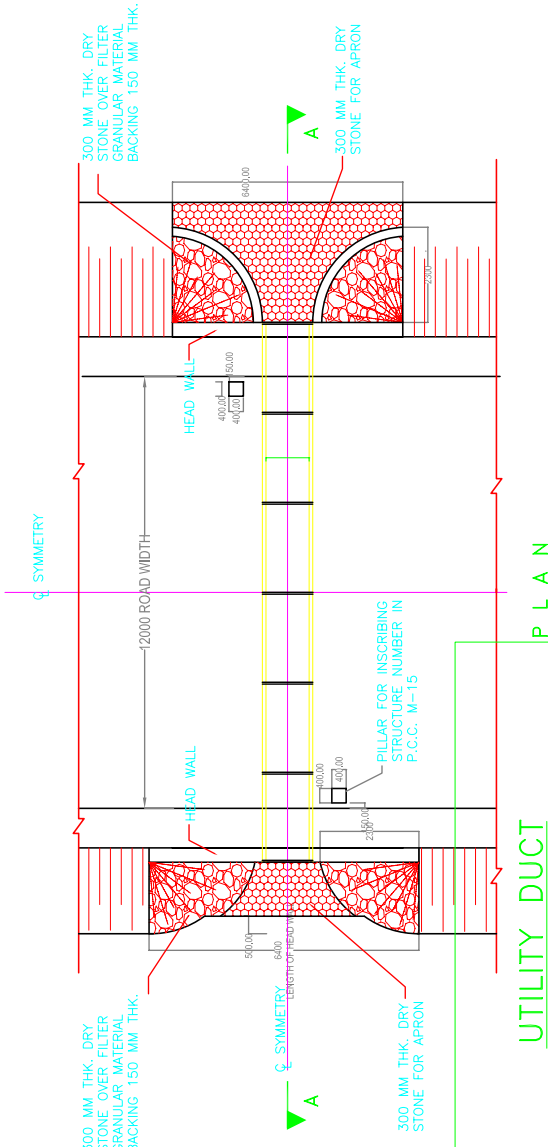 300 MM THK. DRY
STONE OVER FILTER
GRANULAR MATERIAL
BACKING 150 MM THK.
A
300 MM THK. DRY
STONE FOR APRON
6400,00
2300
HEAD WALL
150,00
400,00
400,00
℄ SYMMETRY
12000 ROAD WIDTH
PILLAR FOR INSCRIBING
STRUCTURE NUMBER IN
P.C.C. M-15
400,00
400,00
150,00
2300
HEAD WALL
500,00
6400
LENGTH OF HEAD WALL
℄ SYMMETRY
300 MM THK. DRY
STONE OVER FILTER
GRANULAR MATERIAL
BACKING 150 MM THK.
A
300 MM THK. DRY
STONE FOR APRON
P L A N
UTILITY DUCT